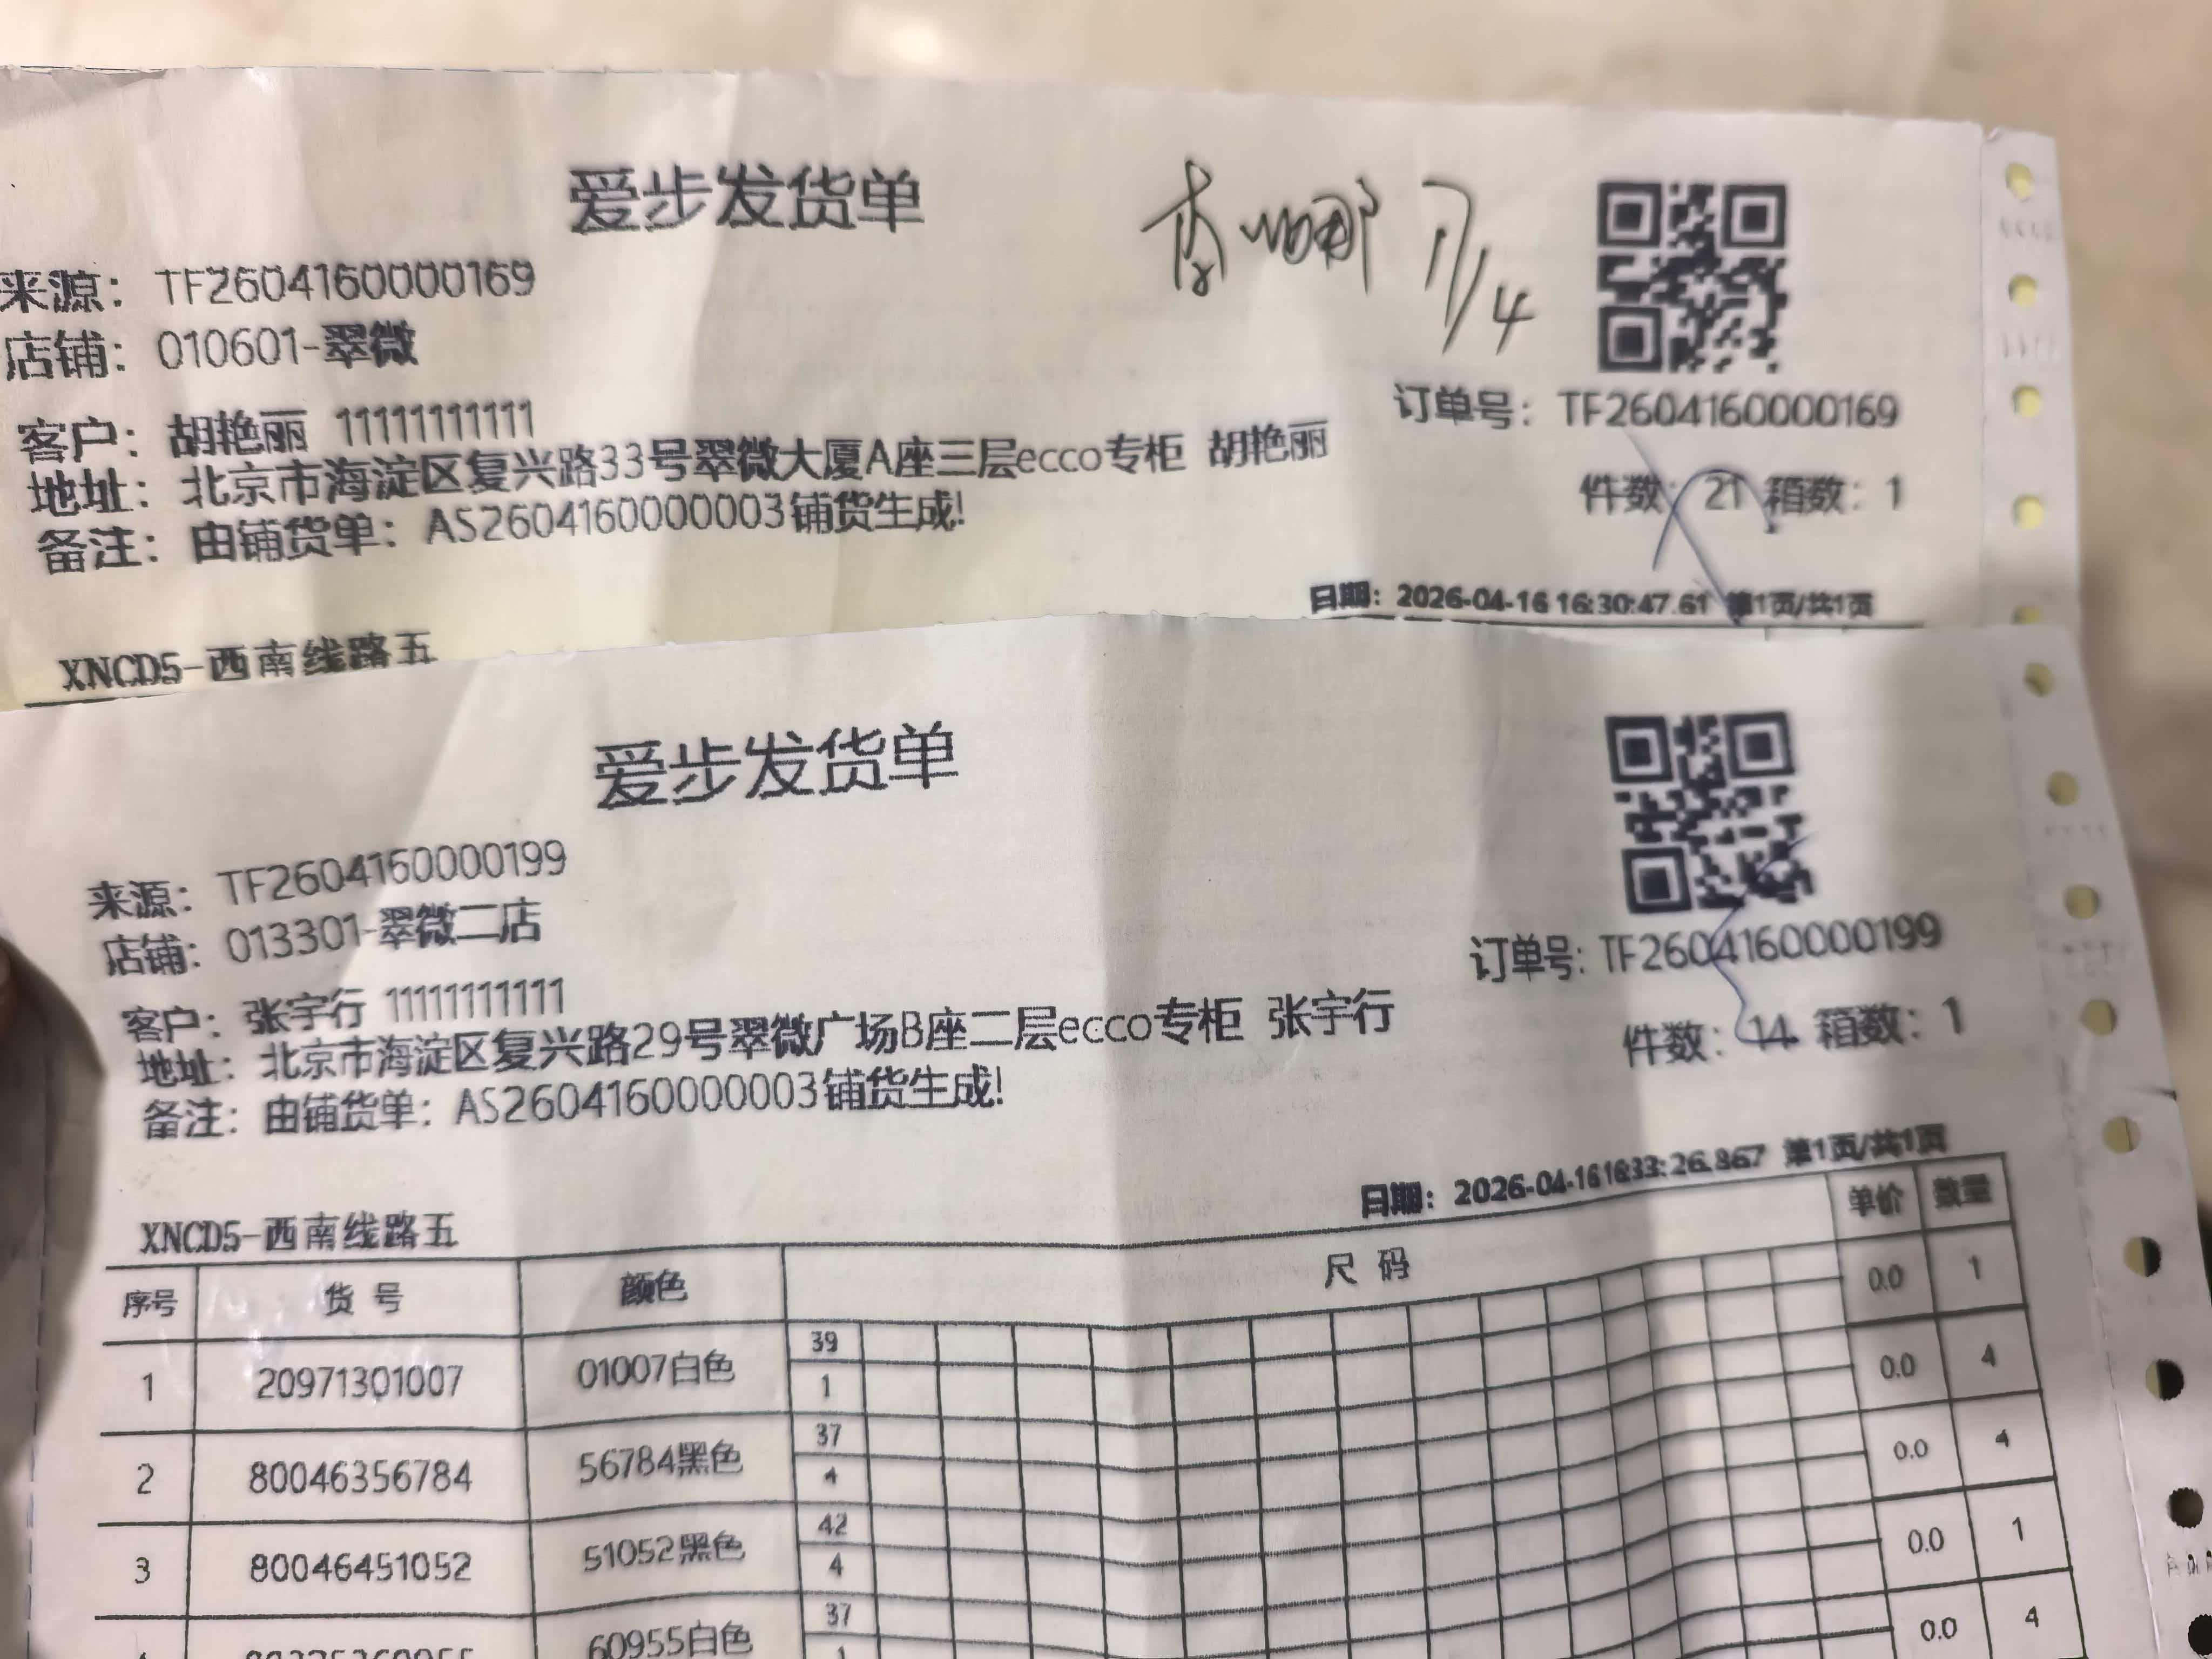 爱步发货单
来源： TF2604160000169
店铺： 010601-翠微
客户： 胡艳丽 11111111111
地址： 北京市海淀区复兴路33号翠微大厦A座三层ecco专柜 胡艳丽
备注： 由铺货单： AS2604160000003铺货生成!
17/4
订单号： TF2604160000169
件数： 21 箱数： 1
日期： 2026-04-16 16:30:47.61 第1页/共1页
XNCD5-西南线路五
爱步发货单
来源： TF2604160000199
店铺： 013301-翠微二店
客户： 张宇行 11111111111
地址： 北京市海淀区复兴路29号翠微广场B座二层ecco专柜 张宇行
备注： 由铺货单： AS2604160000003铺货生成!
订单号: TF2604160000199
件数： 14 箱数： 1
日期： 2026-04-16 16:33:26.867 第1页/共1页
XNCD5-西南线路五
序号 货 号 颜色 尺 码 单价 数量
1 20971301007 01007白色 39 0.0 1
1
2 80046356784 56784黑色 37 0.0 4
4
3 80046451052 51052黑色 42 0.0 4
4
60955白色 37 0.0 1
1
0.0 4